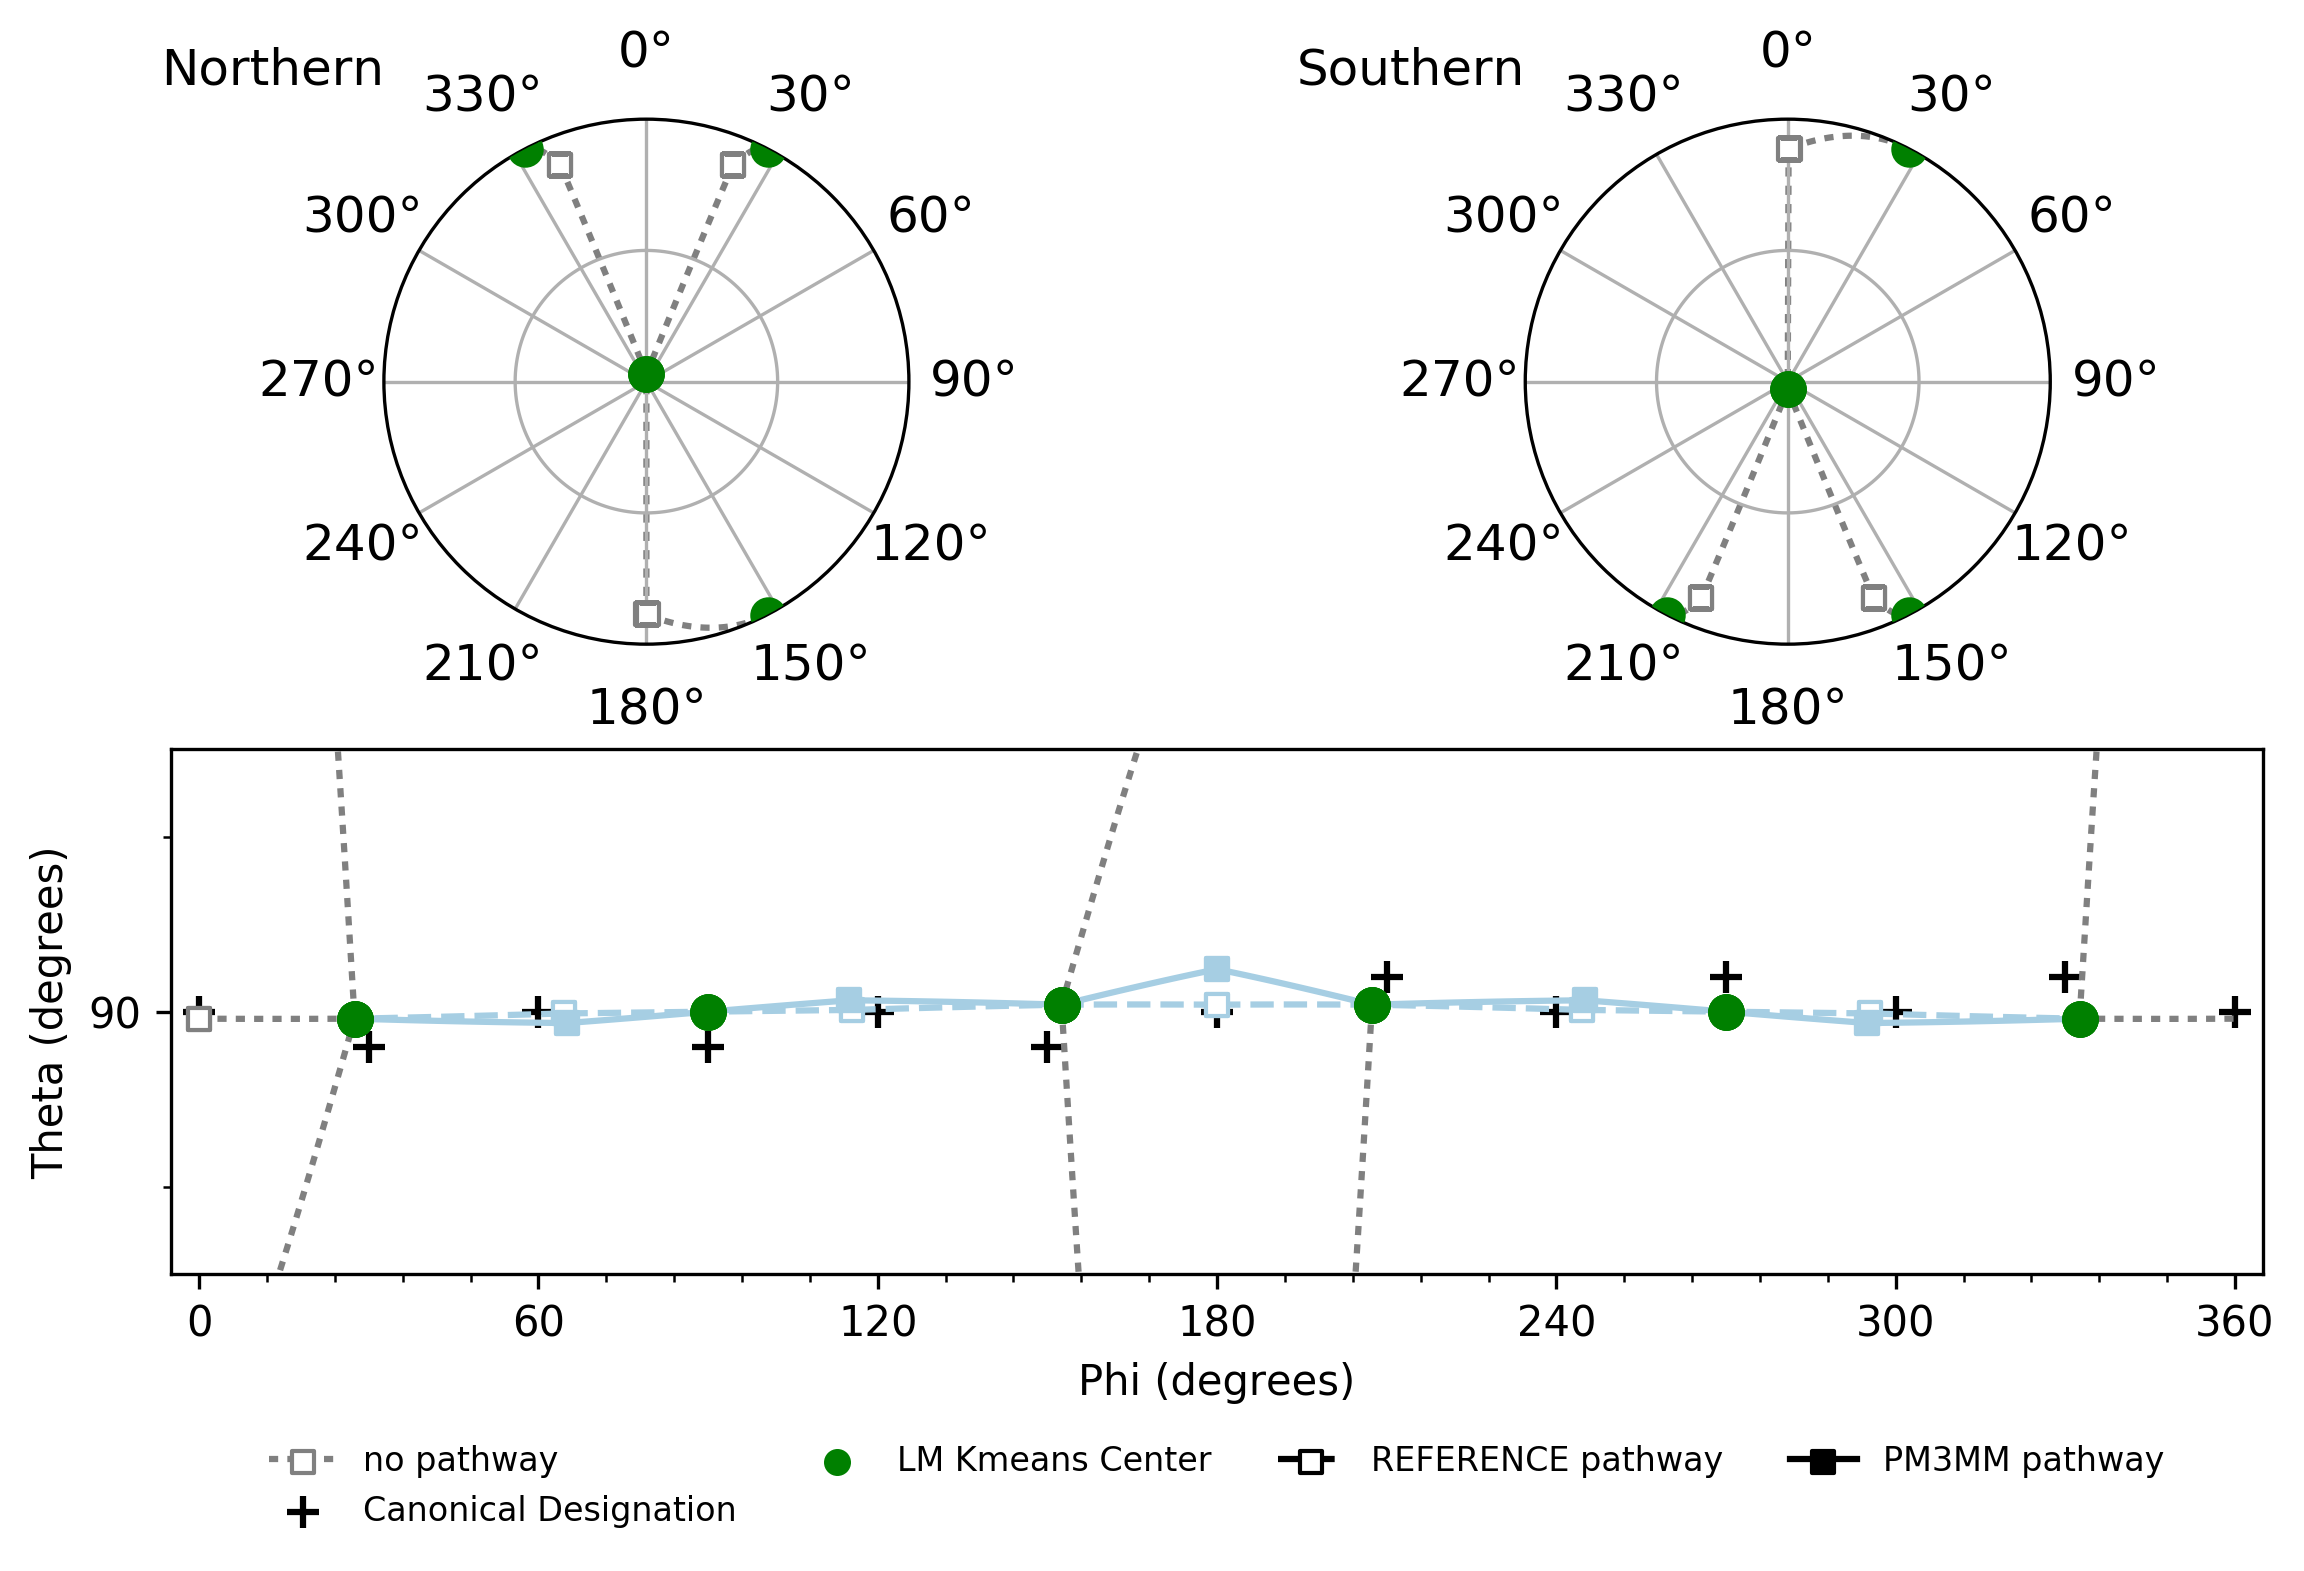 Northern
0°
30°
60°
90°
120°
150°
180°
210°
240°
270°
300°
330°
Southern
0°
30°
60°
90°
120°
150°
180°
210°
240°
270°
300°
330°
Theta (degrees)
90
0 60 120 180 240 300 360
Phi (degrees)
no pathway
Canonical Designation
LM Kmeans Center
REFERENCE pathway
PM3MM pathway